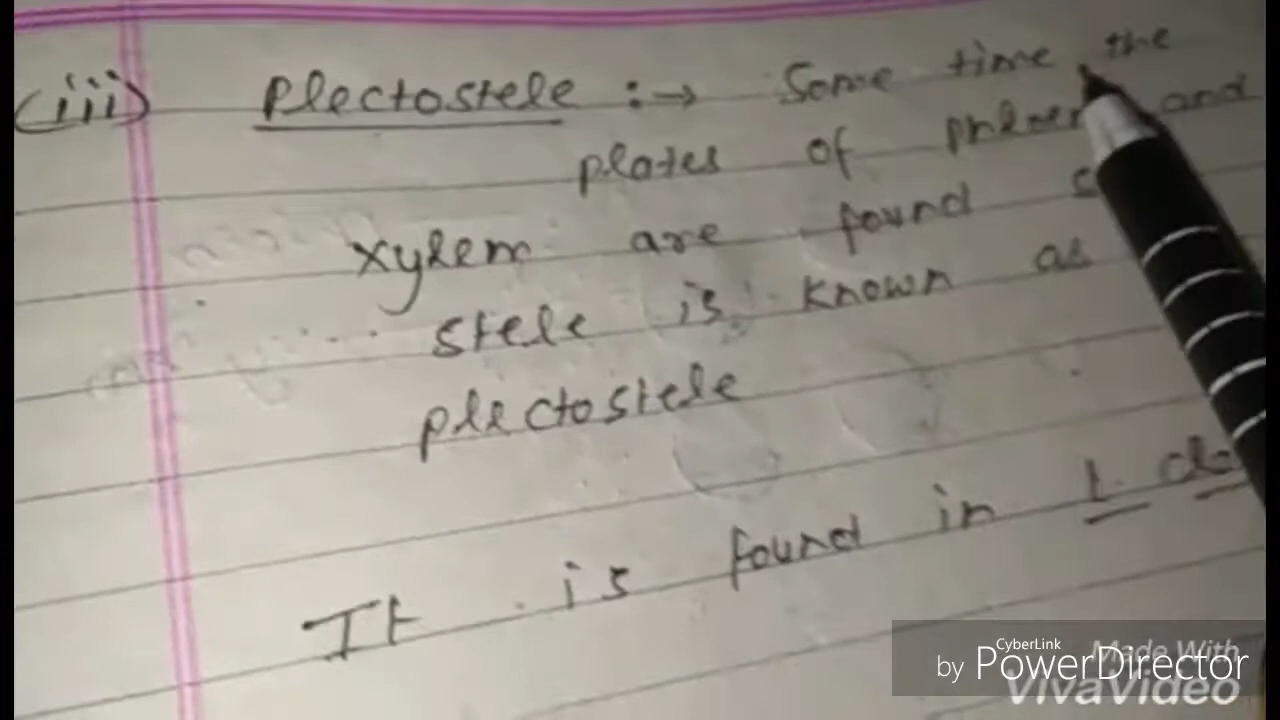 (iii) Plectostele :→ Some time the
plates of and
xylem are found
stele is known as
plectostele
It is found in L.
CyberLink
by PowerDirector
Made With
VivaVideo